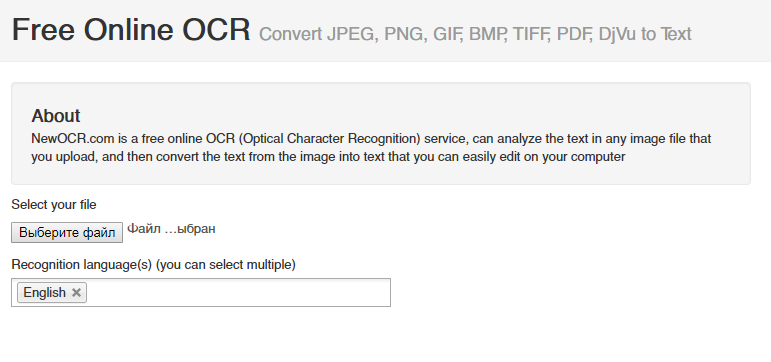 Free Online OCR Convert JPEG, PNG, GIF, BMP, TIFF, PDF, DjVu to Text
About
NewOCR.com is a free online OCR (Optical Character Recognition) service, can analyze the text in any image file that
you upload, and then convert the text from the image into text that you can easily edit on your computer
Select your file
Выберите файл Файл …ыбран
Recognition language(s) (you can select multiple)
English ×